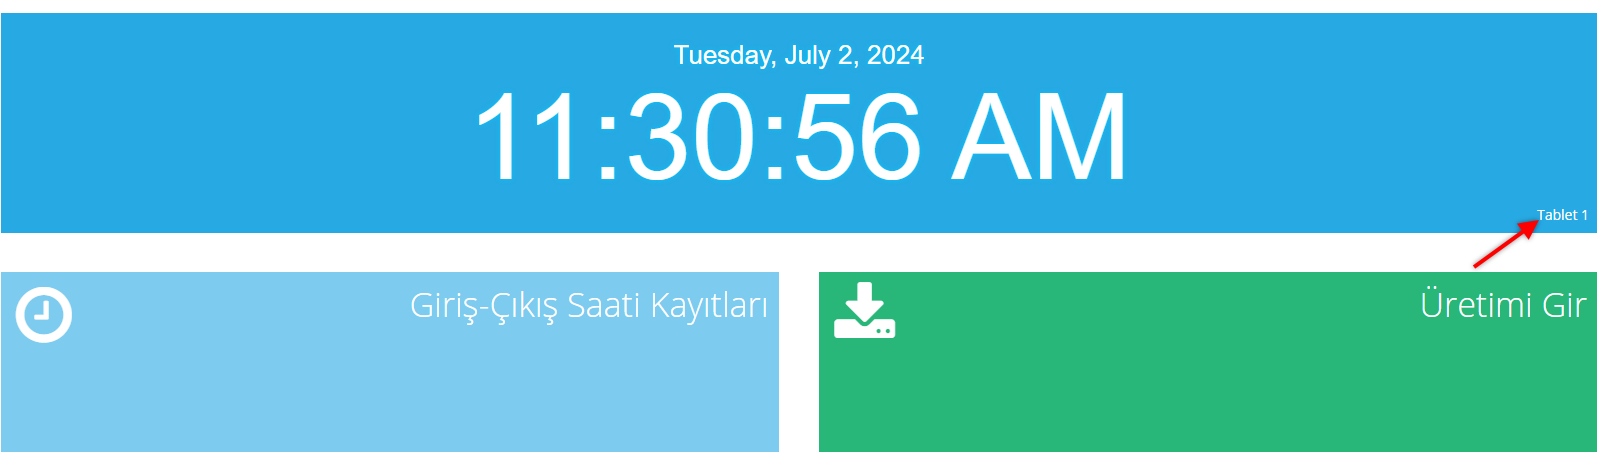 Tuesday, July 2, 2024
11:30:56 AM
Tablet 1
Giriş-Çıkış Saati Kayıtları
Üretimi Gir